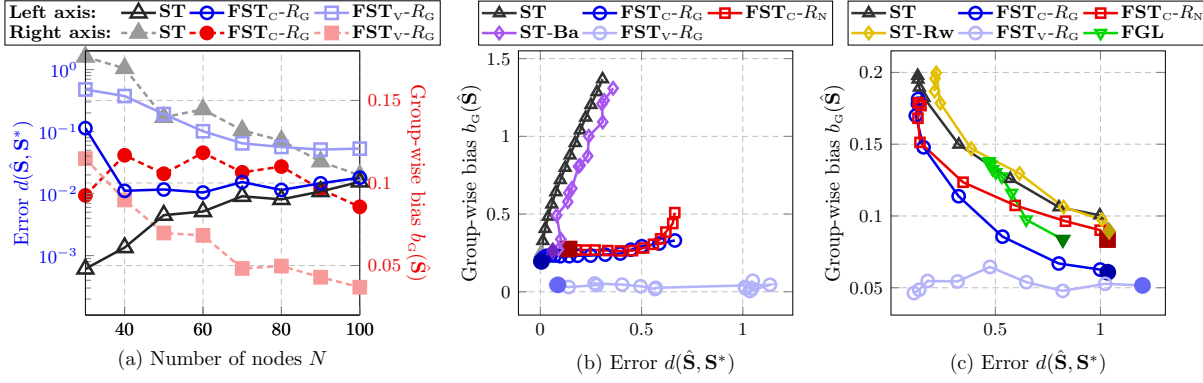 Left axis: ST FST_C-R_G FST_V-R_G
Right axis: ST FST_C-R_G FST_V-R_G
10^0
10^−1
10^−2
10^−3
Error d(Ŝ, S*)
0.15
0.1
0.05
Group-wise bias b_G(Ŝ)
40 60 80 100
(a) Number of nodes N
ST FST_C-R_G FST_C-R_N
ST-Ba FST_V-R_G
Group-wise bias b_G(Ŝ)
1.5
1
0.5
0
0 0.5 1
(b) Error d(Ŝ, S*)
ST FST_C-R_G FST_C-R_N
ST-Rw FST_V-R_G FGL
Group-wise bias b_G(Ŝ)
0.2
0.15
0.1
0.05
0.5 1
(c) Error d(Ŝ, S*)